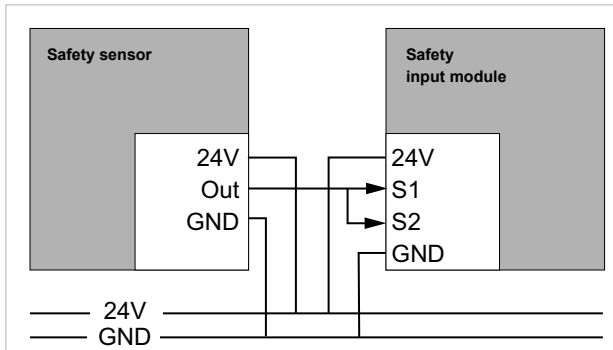 Safety sensor
Safety
input module
24V
Out
GND
24V
S1
S2
GND
24V
GND